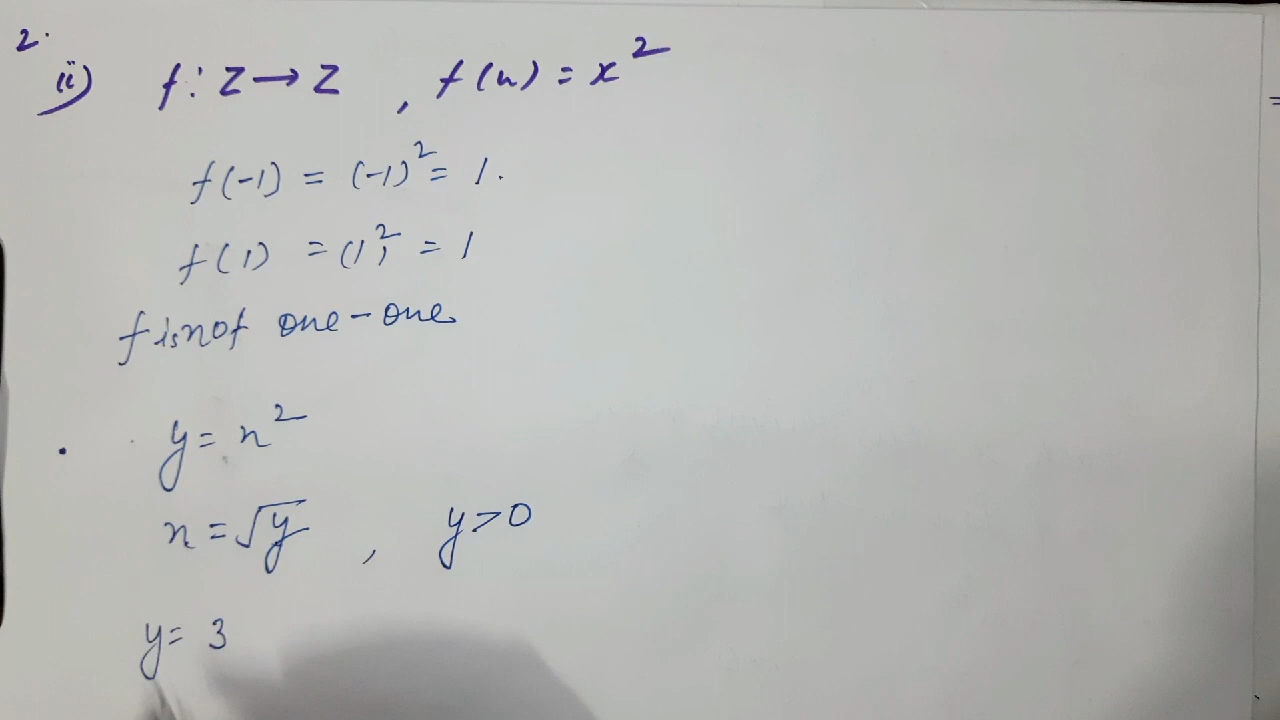 2.
(ii) f: Z→Z , f(x) = x²
f(-1) = (-1)² = 1.
f(1) = (1)² = 1
f is not one-one
y = x²
x = √y , y>0
y = 3